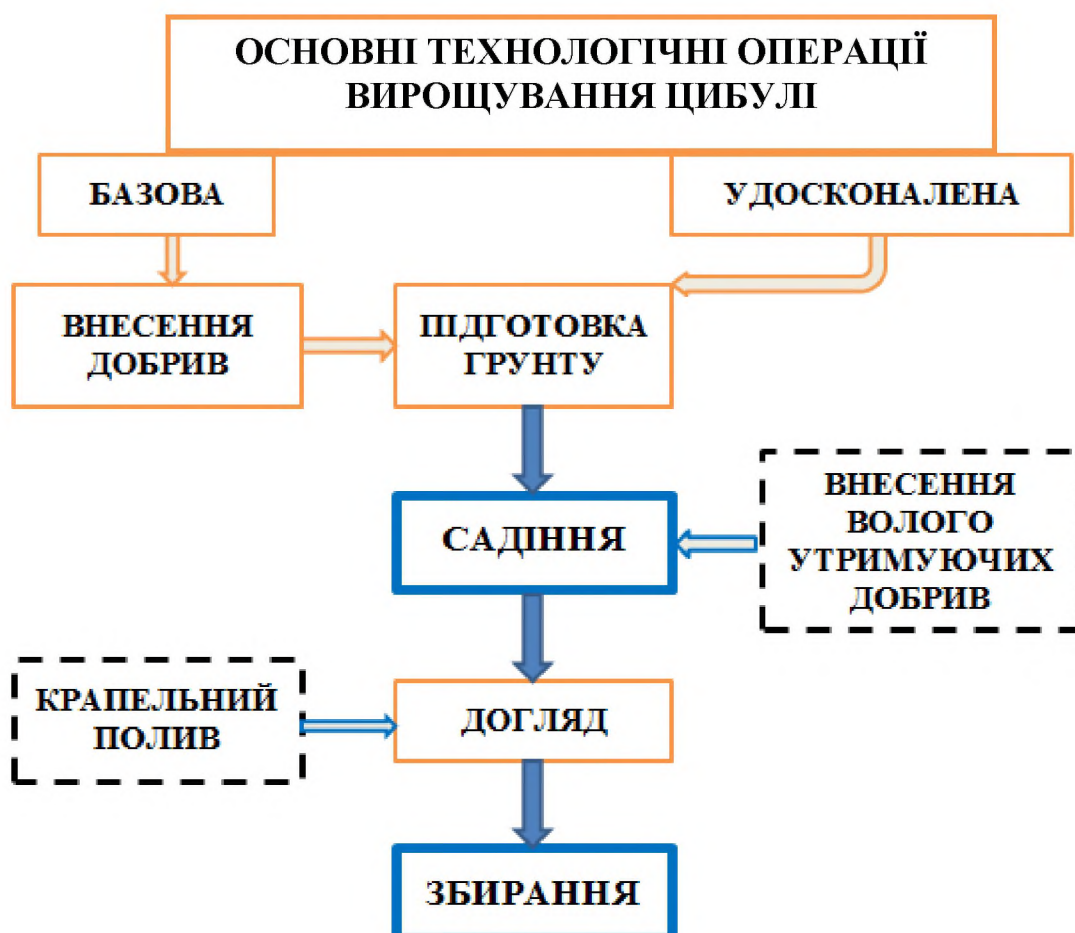 ОСНОВНІ ТЕХНОЛОГІЧНІ ОПЕРАЦІЇ
ВИРОЩУВАННЯ ЦИБУЛІ
БАЗОВА
УДОСКОНАЛЕНА
ВНЕСЕННЯ
ДОБРИВ
ПІДГОТОВКА
ГРУНТУ
САДІННЯ
ВНЕСЕННЯ
ВОЛОГО
УТРИМУЮЧИХ
ДОБРИВ
КРАПЕЛЬНИЙ
ПОЛИВ
ДОГЛЯД
ЗБИРАННЯ